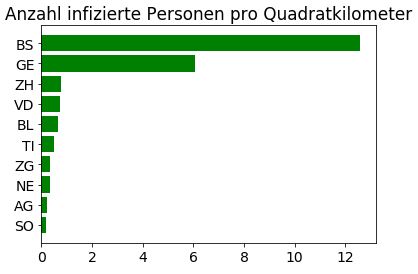 Anzahl infizierte Personen pro Quadratkilometer
BS
GE
ZH
VD
BL
TI
ZG
NE
AG
SO
0 2 4 6 8 10 12